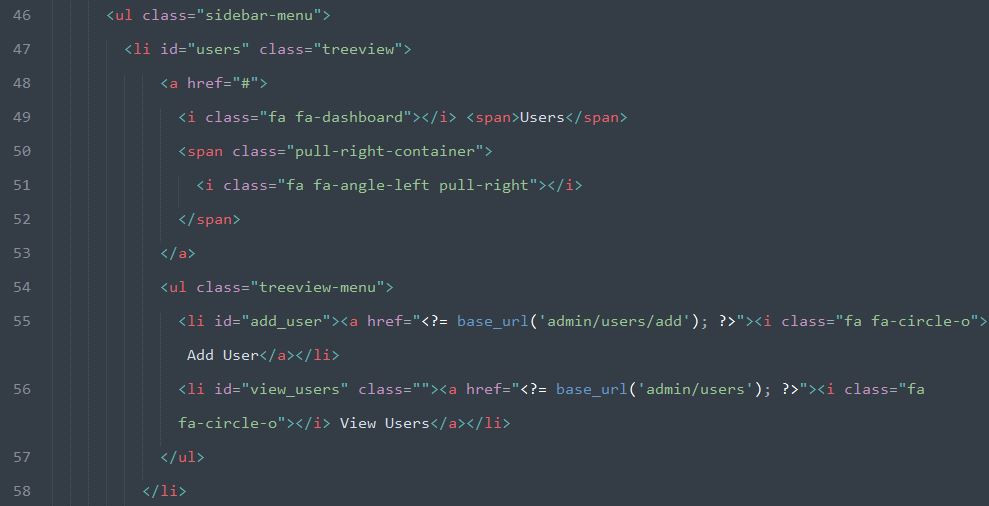 46 <ul class="sidebar-menu">
47 <li id="users" class="treeview">
48 <a href="#">
49 <i class="fa fa-dashboard"></i> <span>Users</span>
50 <span class="pull-right-container">
51 <i class="fa fa-angle-left pull-right"></i>
52 </span>
53 </a>
54 <ul class="treeview-menu">
55 <li id="add_user"><a href="<?= base_url('admin/users/add'); ?>"><i class="fa fa-circle-o">
Add User</a></li>
56 <li id="view_users" class=""><a href="<?= base_url('admin/users'); ?>"><i class="fa
fa-circle-o"></i> View Users</a></li>
57 </ul>
58 </li>